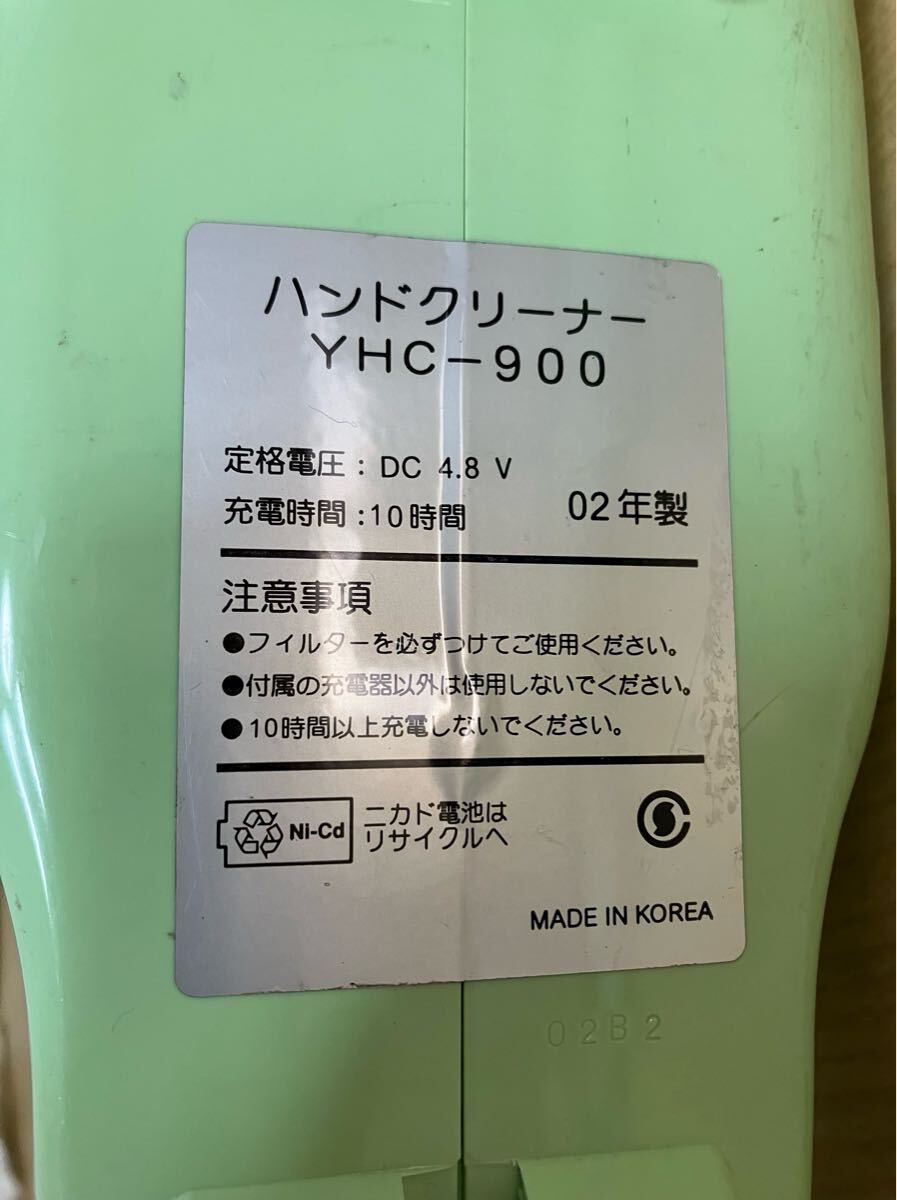 ハンドクリーナー
YHC-900
定格電圧: DC 4.8 V
充電時間:10時間
02年製
注意事項
●フィルターを必ずつけてご使用ください。
●付属の充電器以外は使用しないでください。
●10時間以上充電しないでください。
Ni-Cd
ニカド電池は
リサイクルへ
MADE IN KOREA
02B2